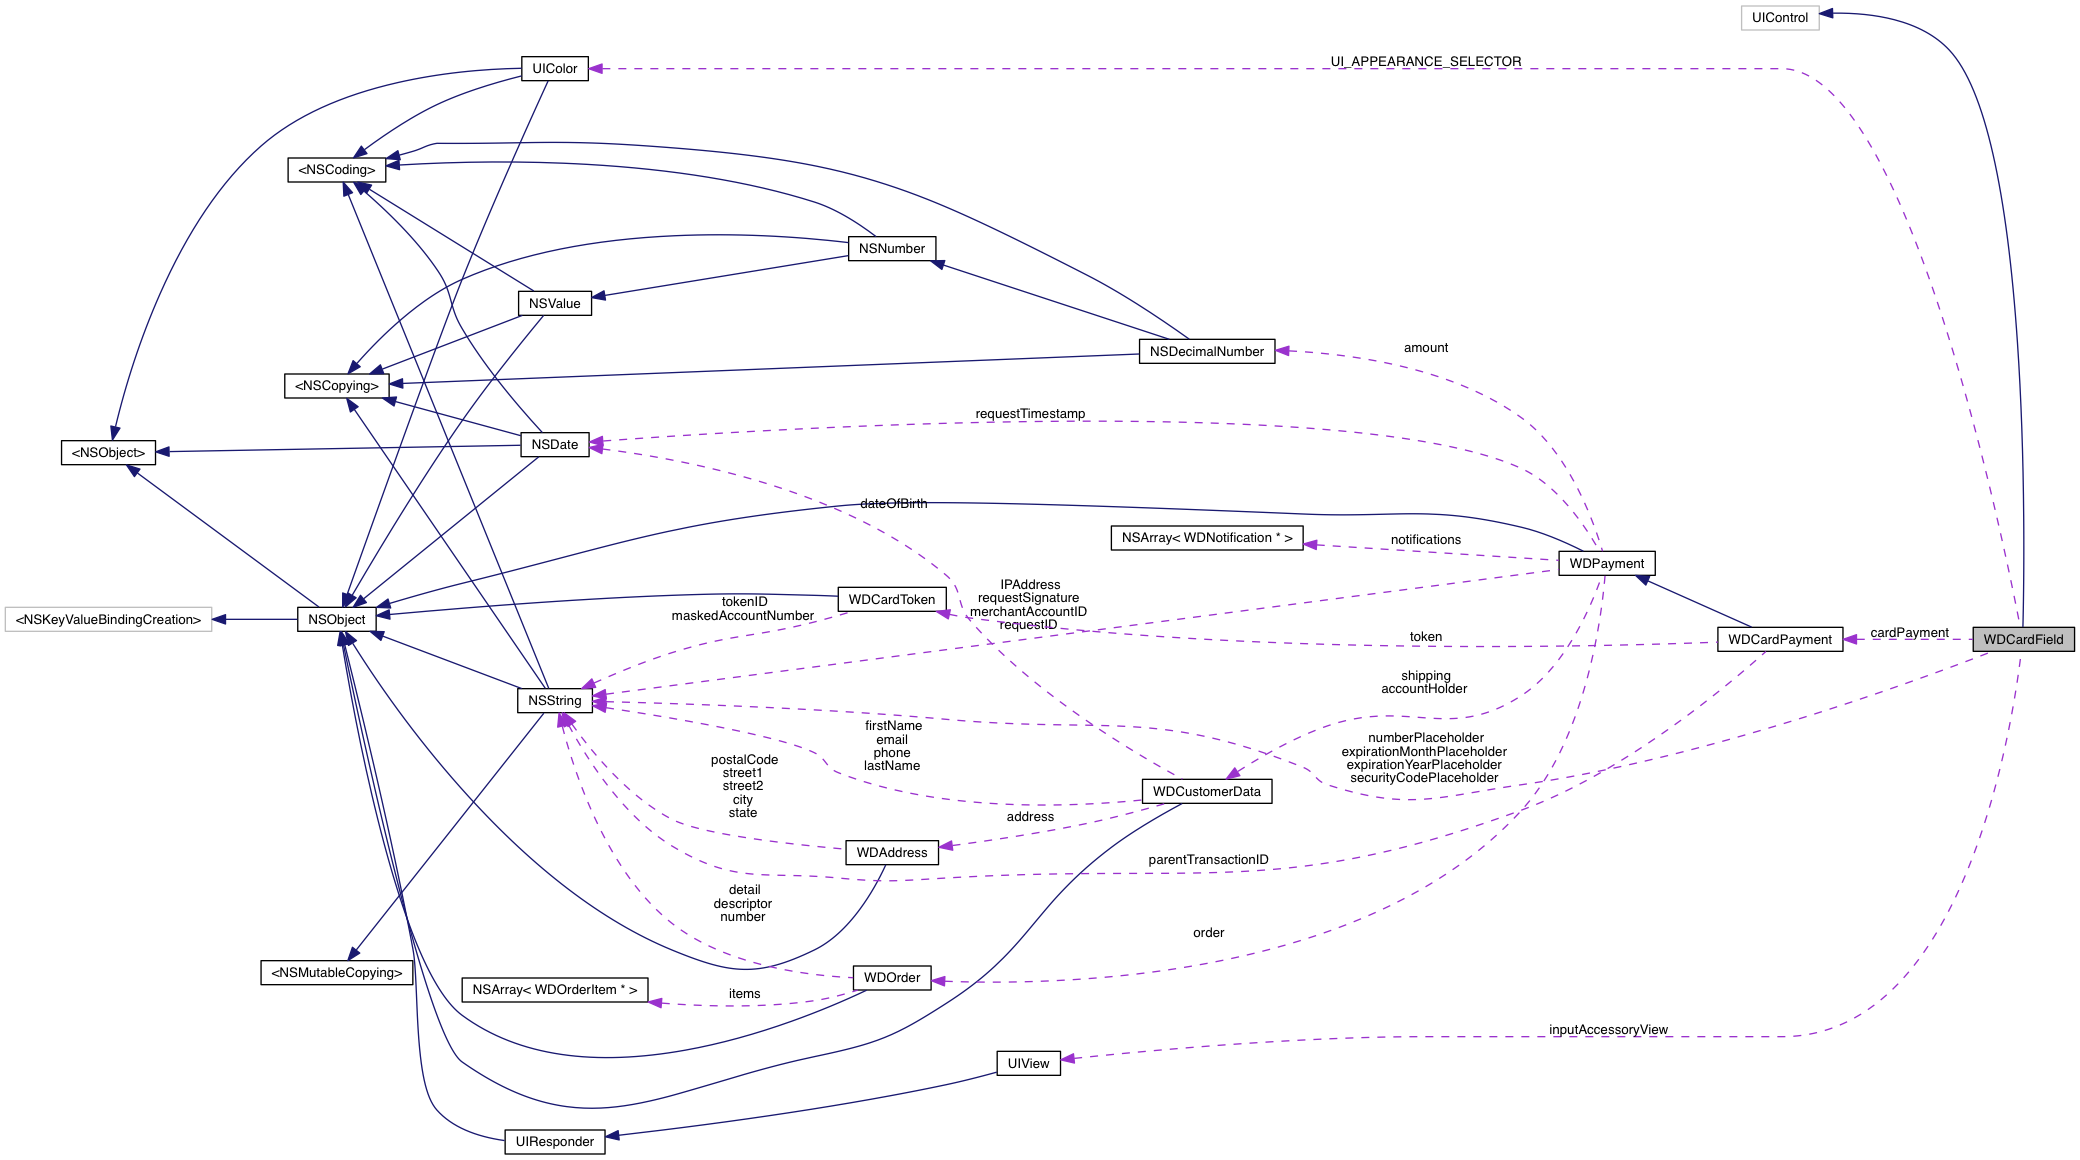 UIControl
UIColor
UI_APPEARANCE_SELECTOR
<NSCoding>
NSNumber
NSValue
NSDecimalNumber
amount
<NSCopying>
requestTimestamp
<NSObject>
NSDate
dateOfBirth
NSArray< WDNotification * >
notifications
WDPayment
<NSKeyValueBindingCreation>
NSObject
tokenID
maskedAccountNumber
WDCardToken
IPAddress
requestSignature
merchantAccountID
requestID
token
WDCardPayment
cardPayment
WDCardField
NSString
shipping
accountHolder
firstName
email
phone
lastName
numberPlaceholder
expirationMonthPlaceholder
expirationYearPlaceholder
securityCodePlaceholder
postalCode
street1
street2
city
state
WDCustomerData
address
WDAddress
parentTransactionID
detail
descriptor
number
order
<NSMutableCopying>
NSArray< WDOrderItem * >
items
WDOrder
inputAccessoryView
UIView
UIResponder